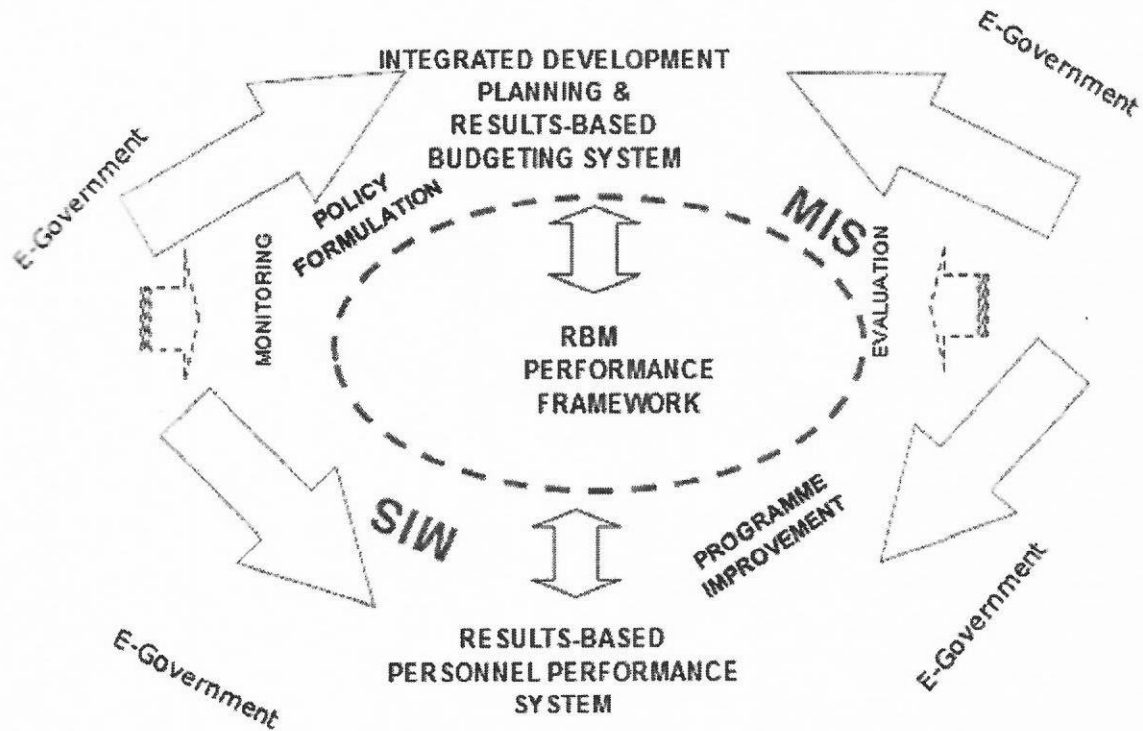 E-Government
INTEGRATED DEVELOPMENT
PLANNING &
RESULTS-BASED
BUDGETING SYSTEM
E-Government
POLICY
FORMULATION
MIS
MONITORING
EVALUATION
RBM
PERFORMANCE
FRAMEWORK
MIS
PROGRAMME
IMPROVEMENT
E-Government
RESULTS-BASED
PERSONNEL PERFORMANCE
SYSTEM
E-Government